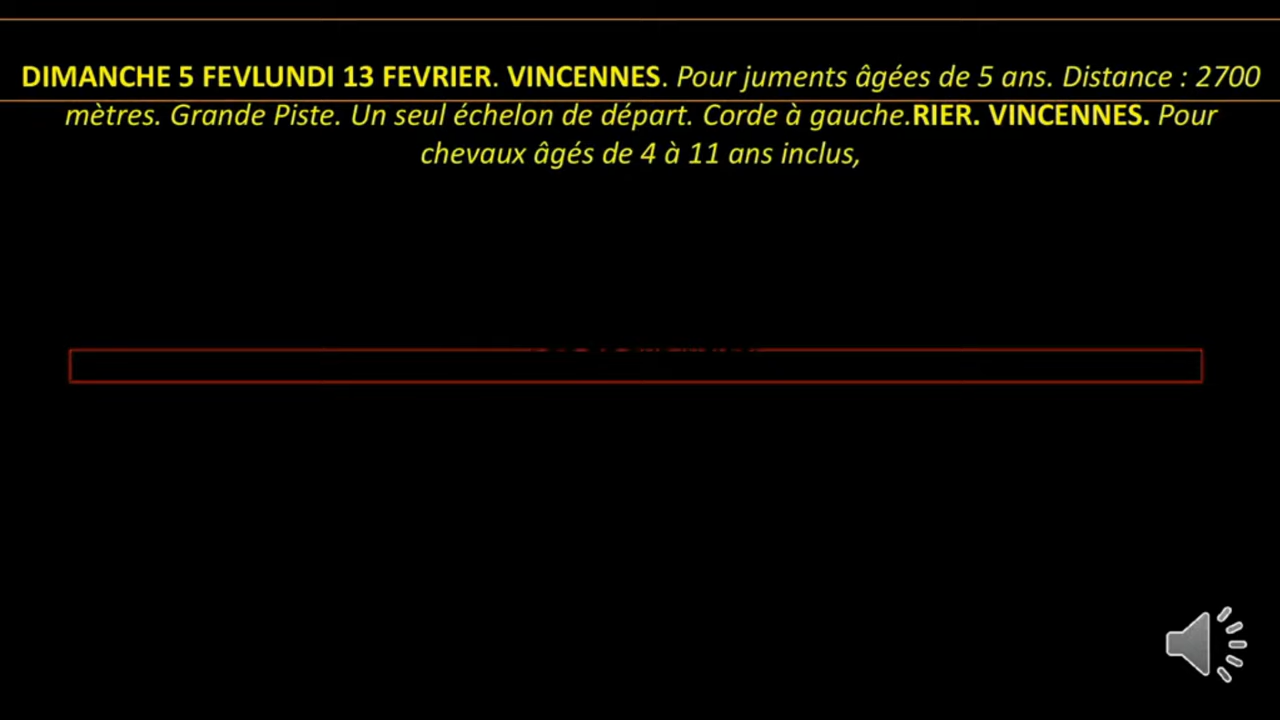 DIMANCHE 5 FEVLUNDI 13 FEVRIER. VINCENNES. Pour juments âgées de 5 ans. Distance : 2700
mètres. Grande Piste. Un seul échelon de départ. Corde à gauche.RIER. VINCENNES. Pour
chevaux âgés de 4 à 11 ans inclus,